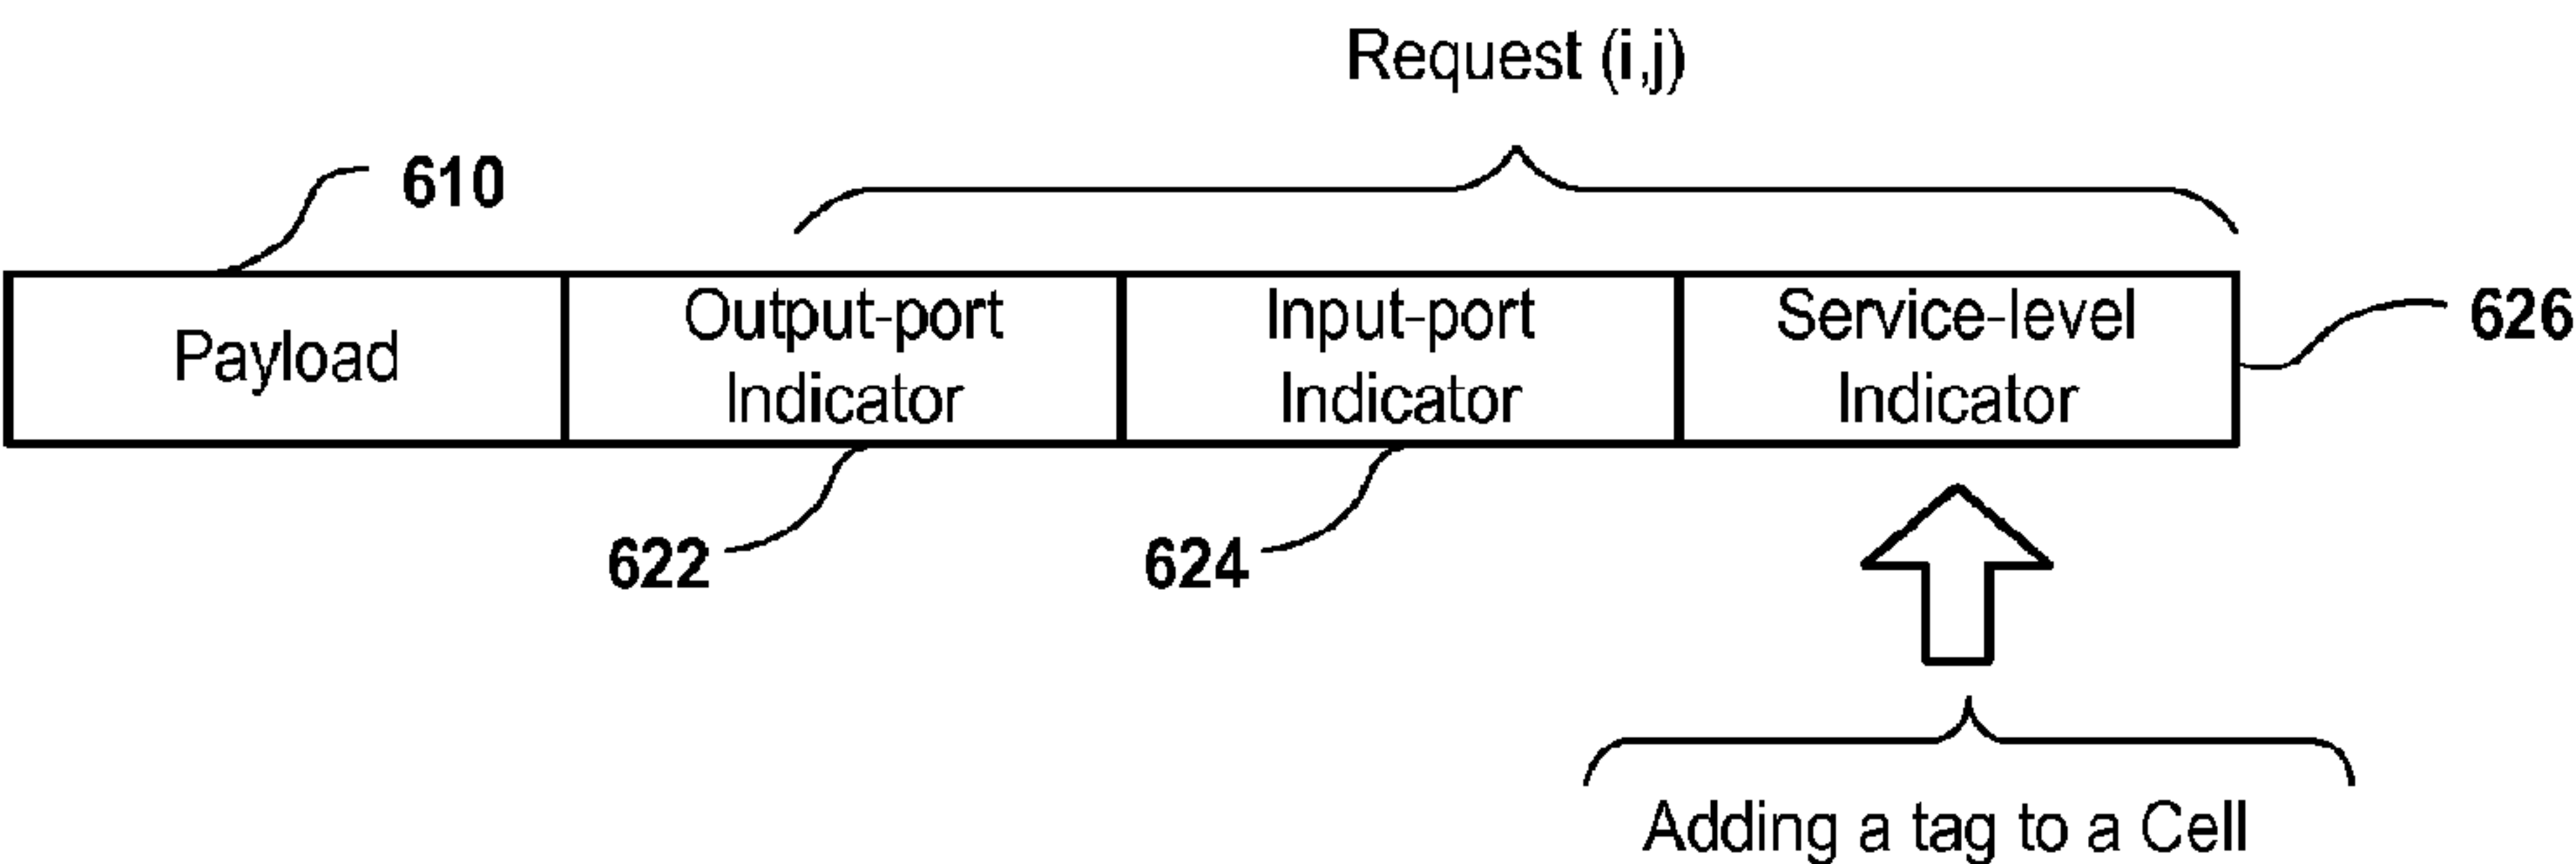 Request (i,j)
610
Payload
Output-port
Indicator
Input-port
Indicator
Service-level
Indicator
626
622
624
Adding a tag to a Cell